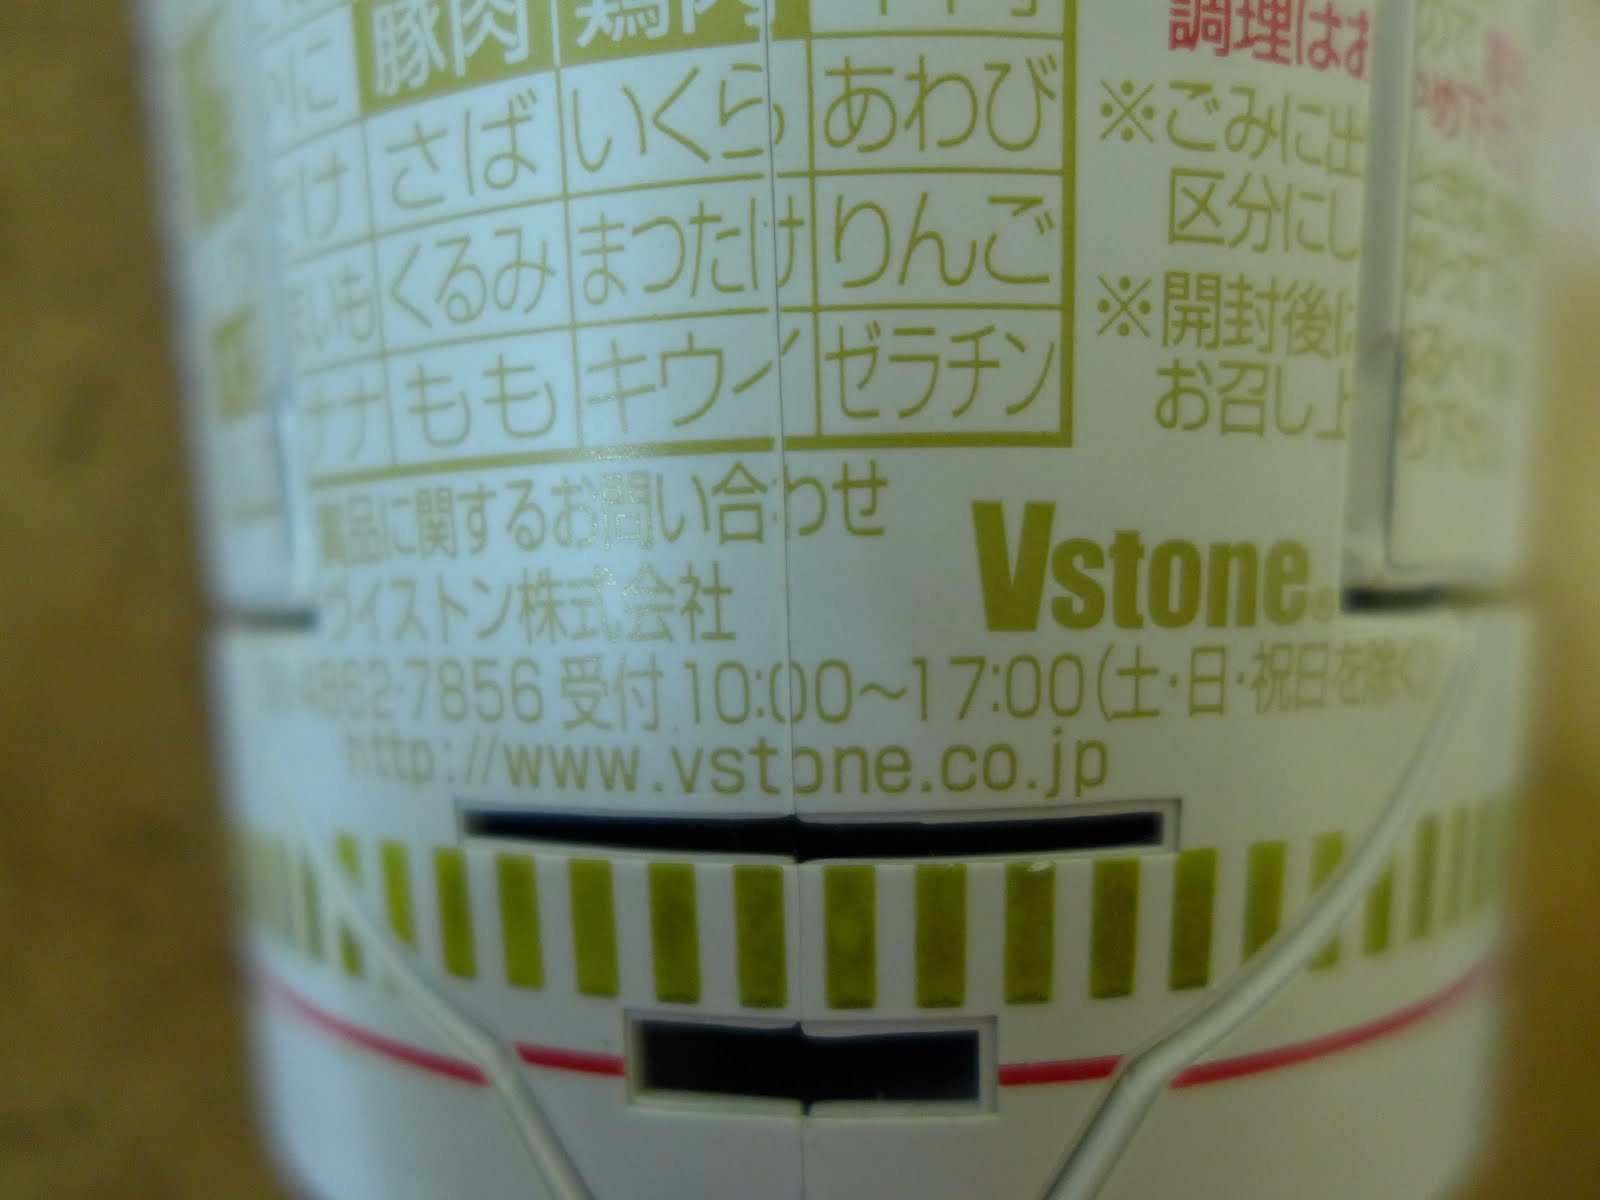 豚肉 鶏肉
さば いくら あわび
くるみ まつたけ りんご
もも キウイ ゼラチン
調理はお
※ごみに出
区分にし
※開封後は
お召し上
品に関するお問い合わせ
ヴイストン株式会社
Vstone®
4862-7856 受付 10:00〜17:00(土・日・祝日を除く)
http://www.vstone.co.jp